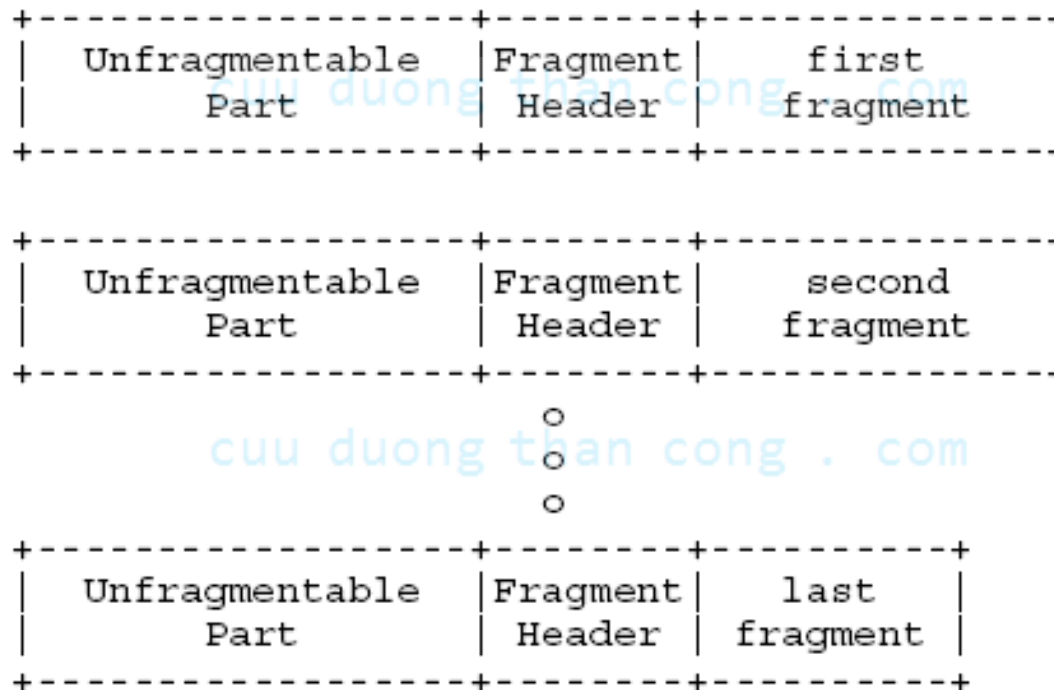 Unfragmentable Fragment first
Part Header fragment
cuu duong than cong . com
Unfragmentable Fragment second
Part Header fragment
o
cuu duong than cong . com
o
o
Unfragmentable Fragment last
Part Header fragment